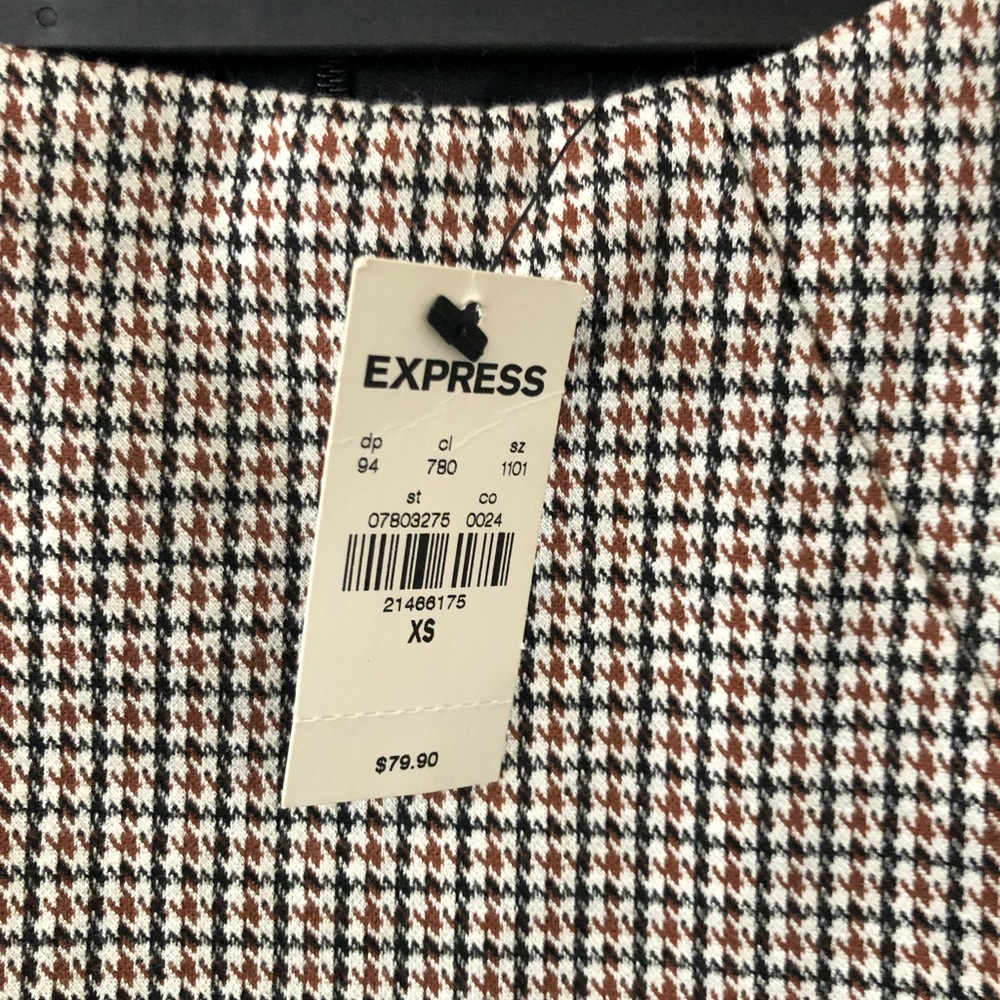 EXPRESS
dp cl sz
94 780 1101
st co
07803275 0024
21466175
XS
$79.90